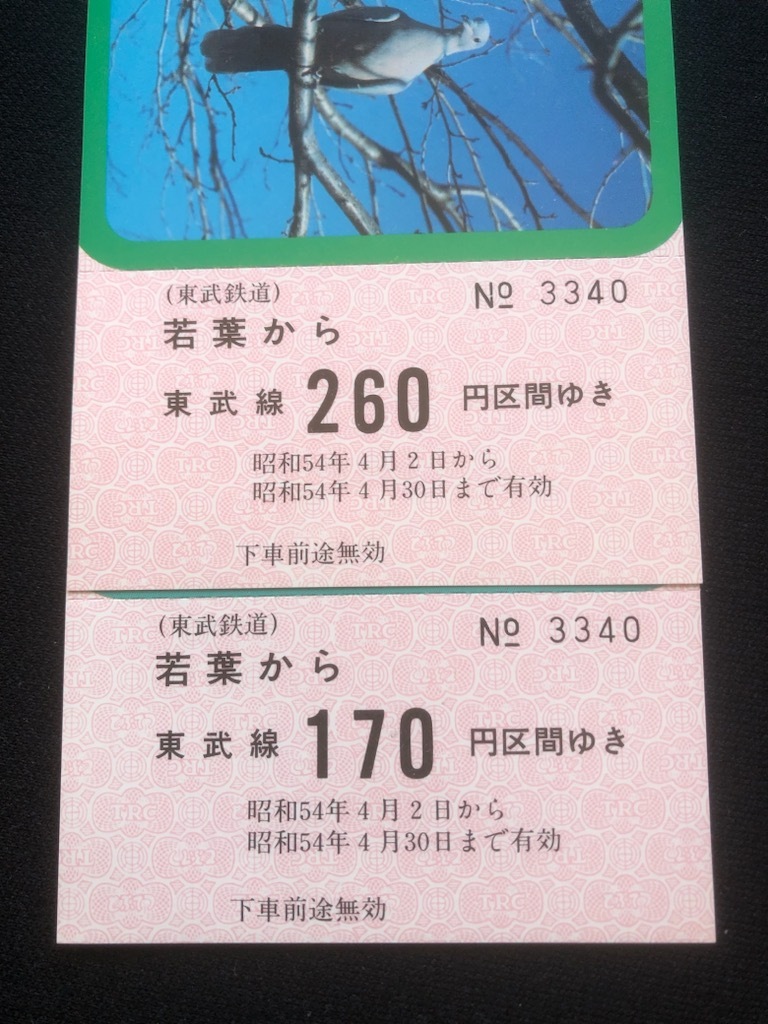 (東武鉄道)
№ 3340
若葉から
東武線 260 円区間ゆき
昭和54年4月2日から
昭和54年4月30日まで有効
下車前途無効
(東武鉄道)
№ 3340
若葉から
東武線 170 円区間ゆき
昭和54年4月2日から
昭和54年4月30日まで有効
下車前途無効